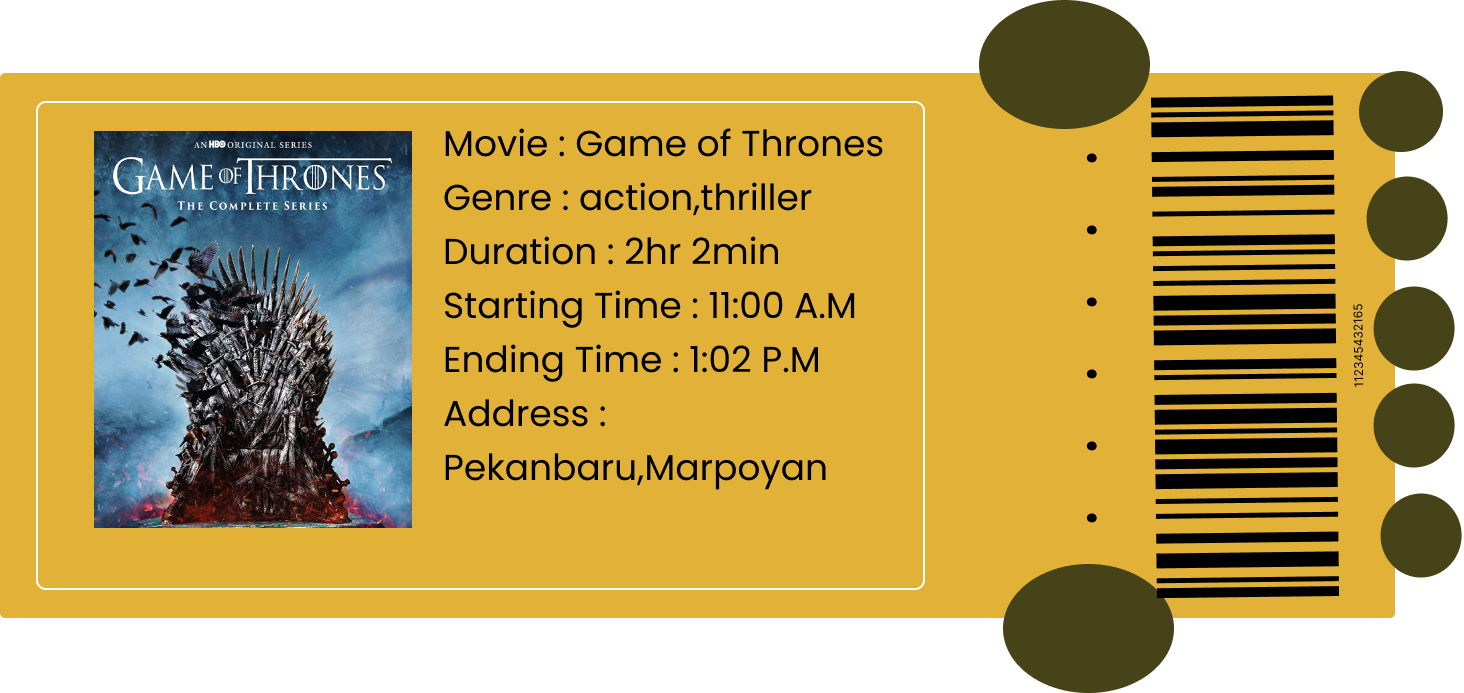 AN HBO ORIGINAL SERIES
GAME OF THRONES
THE COMPLETE SERIES
Movie : Game of Thrones
Genre : action,thriller
Duration : 2hr 2min
Starting Time : 11:00 A.M
Ending Time : 1:02 P.M
Address :
Pekanbaru,Marpoyan
112345432165